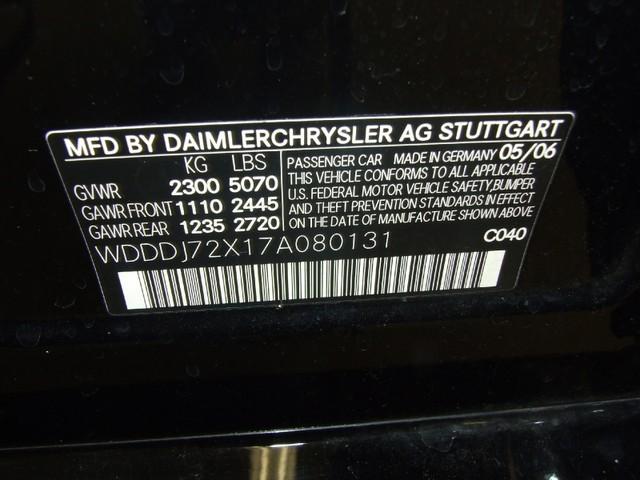 MFD BY DAIMLERCHRYSLER AG STUTTGART
KG LBS
GVWR 2300 5070
GAWR FRONT 1110 2445
GAWR REAR 1235 2720
PASSENGER CAR MADE IN GERMANY 05/06
THIS VEHICLE CONFORMS TO ALL APPLICABLE
U.S. FEDERAL MOTOR VEHICLE SAFETY,BUMPER
AND THEFT PREVENTION STANDARDS IN EFFECT
ON THE DATE OF MANUFACTURE SHOWN ABOVE
WDDDJ72X17A080131
C040